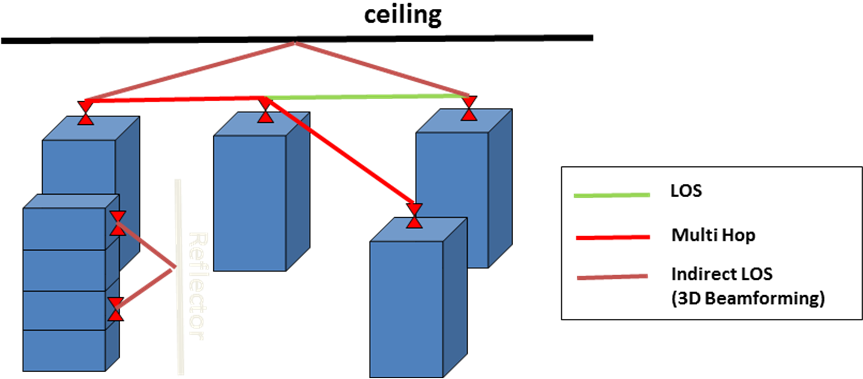 ceiling
Reflector
LOS
Multi Hop
Indirect LOS
(3D Beamforming)